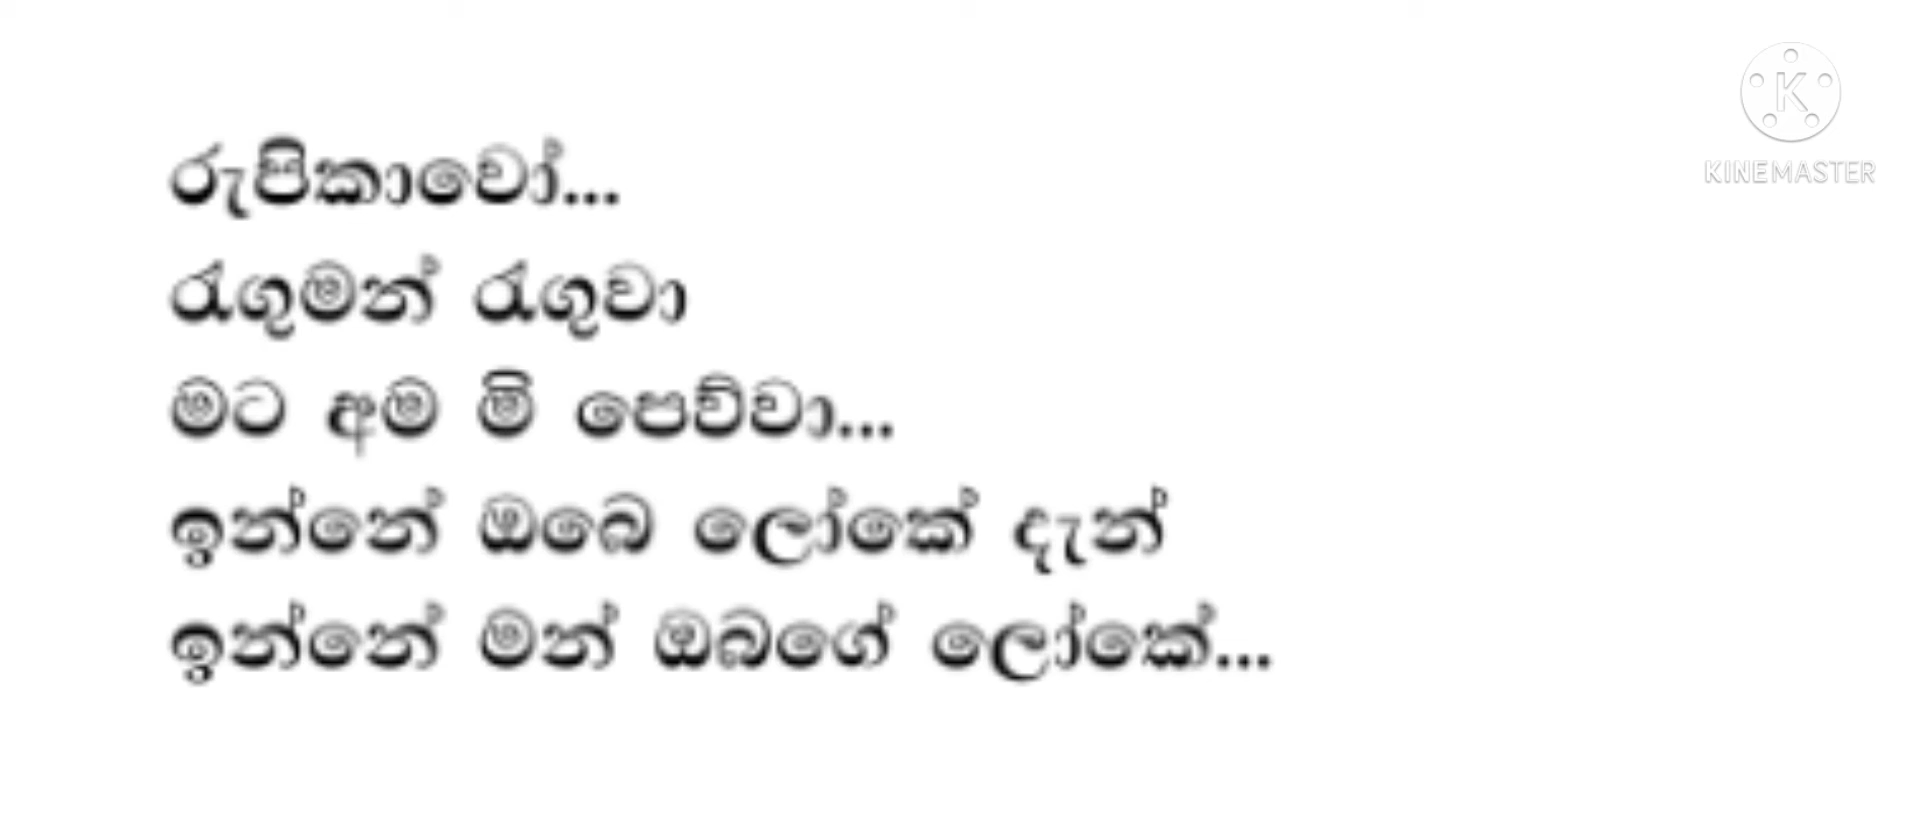 රුපිකාවෝ...
රැගුමන් රැගුවා
මට අම මි පෙව්වා...
ඉන්නේ ඔබෙ ලෝකේ දැන්
ඉන්නේ මන් ඔබගේ ලෝකේ...
K
KINEMASTER